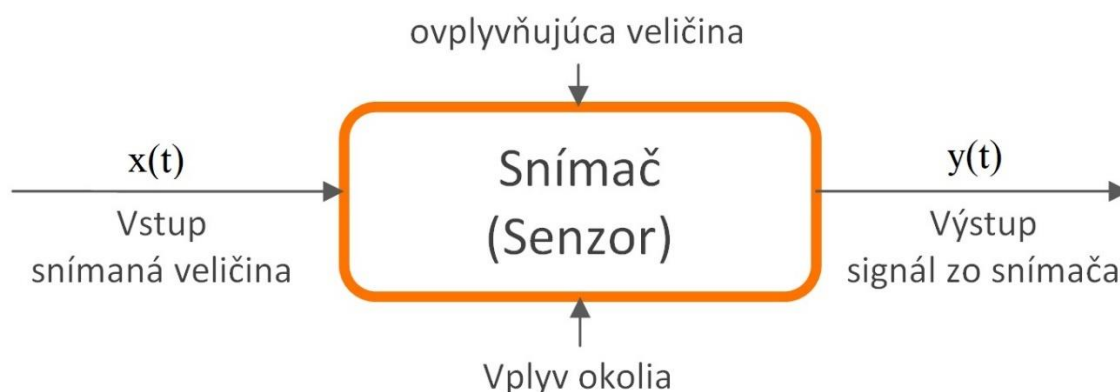 ovplyvňujúca veličina
x(t)
Vstup
snímaná veličina
Snímač
(Senzor)
y(t)
Výstup
signál zo snímača
Vplyv okolia